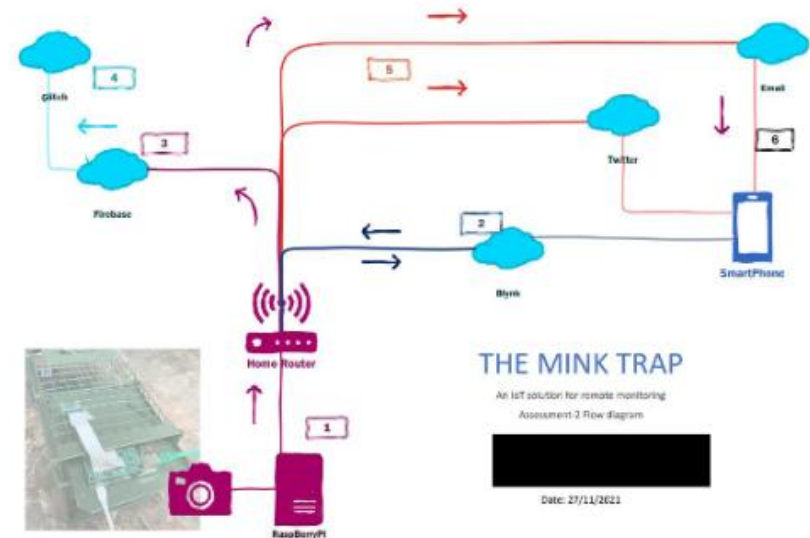 4
Glitch
3
Firebase
5
Email
6
Twitter
2
Blynk
SmartPhone
Home Router
1
RaspBerryPi
THE MINK TRAP
An IoT solution for remote monitoring
Assessment-2 Flow diagram
Date: 27/11/2021